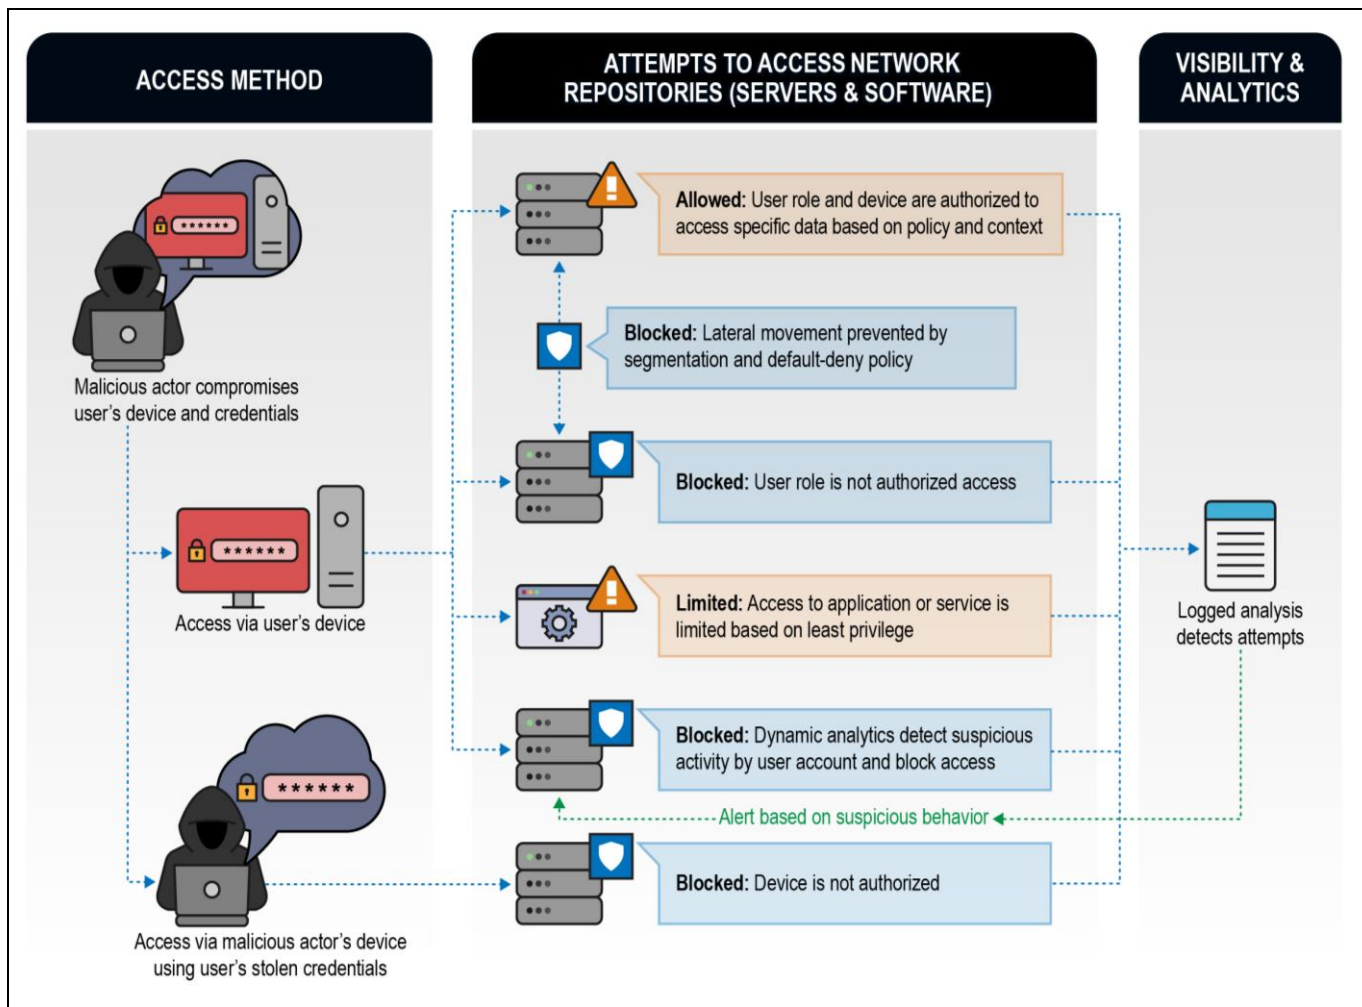 ACCESS METHOD
ATTEMPTS TO ACCESS NETWORK
REPOSITORIES (SERVERS & SOFTWARE)
VISIBILITY &
ANALYTICS
******
Malicious actor compromises
user's device and credentials
******
Access via user's device
******
Access via malicious actor's device
using user's stolen credentials
Allowed: User role and device are authorized to
access specific data based on policy and context
Blocked: Lateral movement prevented by
segmentation and default-deny policy
Blocked: User role is not authorized access
Limited: Access to application or service is
limited based on least privilege
Blocked: Dynamic analytics detect suspicious
activity by user account and block access
Alert based on suspicious behavior
Blocked: Device is not authorized
Logged analysis
detects attempts